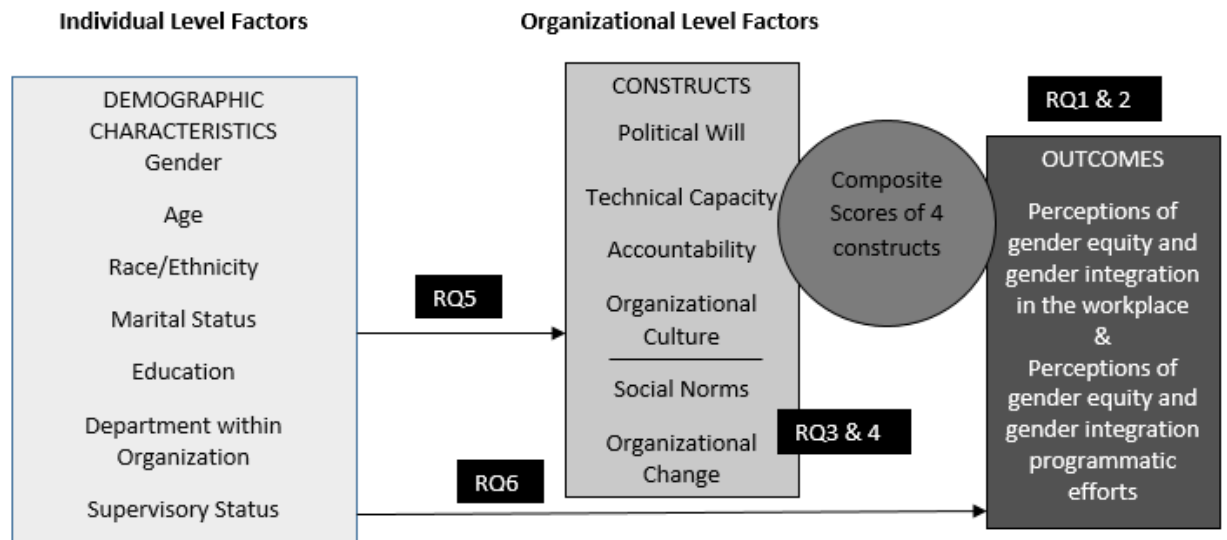 Individual Level Factors
Organizational Level Factors
DEMOGRAPHIC
CHARACTERISTICS
Gender
Age
Race/Ethnicity
Marital Status
Education
Department within
Organization
Supervisory Status
RQ5
RQ6
CONSTRUCTS
Political Will
Technical Capacity
Accountability
Organizational
Culture
Social Norms
Organizational
Change
RQ3 & 4
Composite
Scores of 4
constructs
RQ1 & 2
OUTCOMES
Perceptions of
gender equity and
gender integration
in the workplace
&
Perceptions of
gender equity and
gender integration
programmatic
efforts